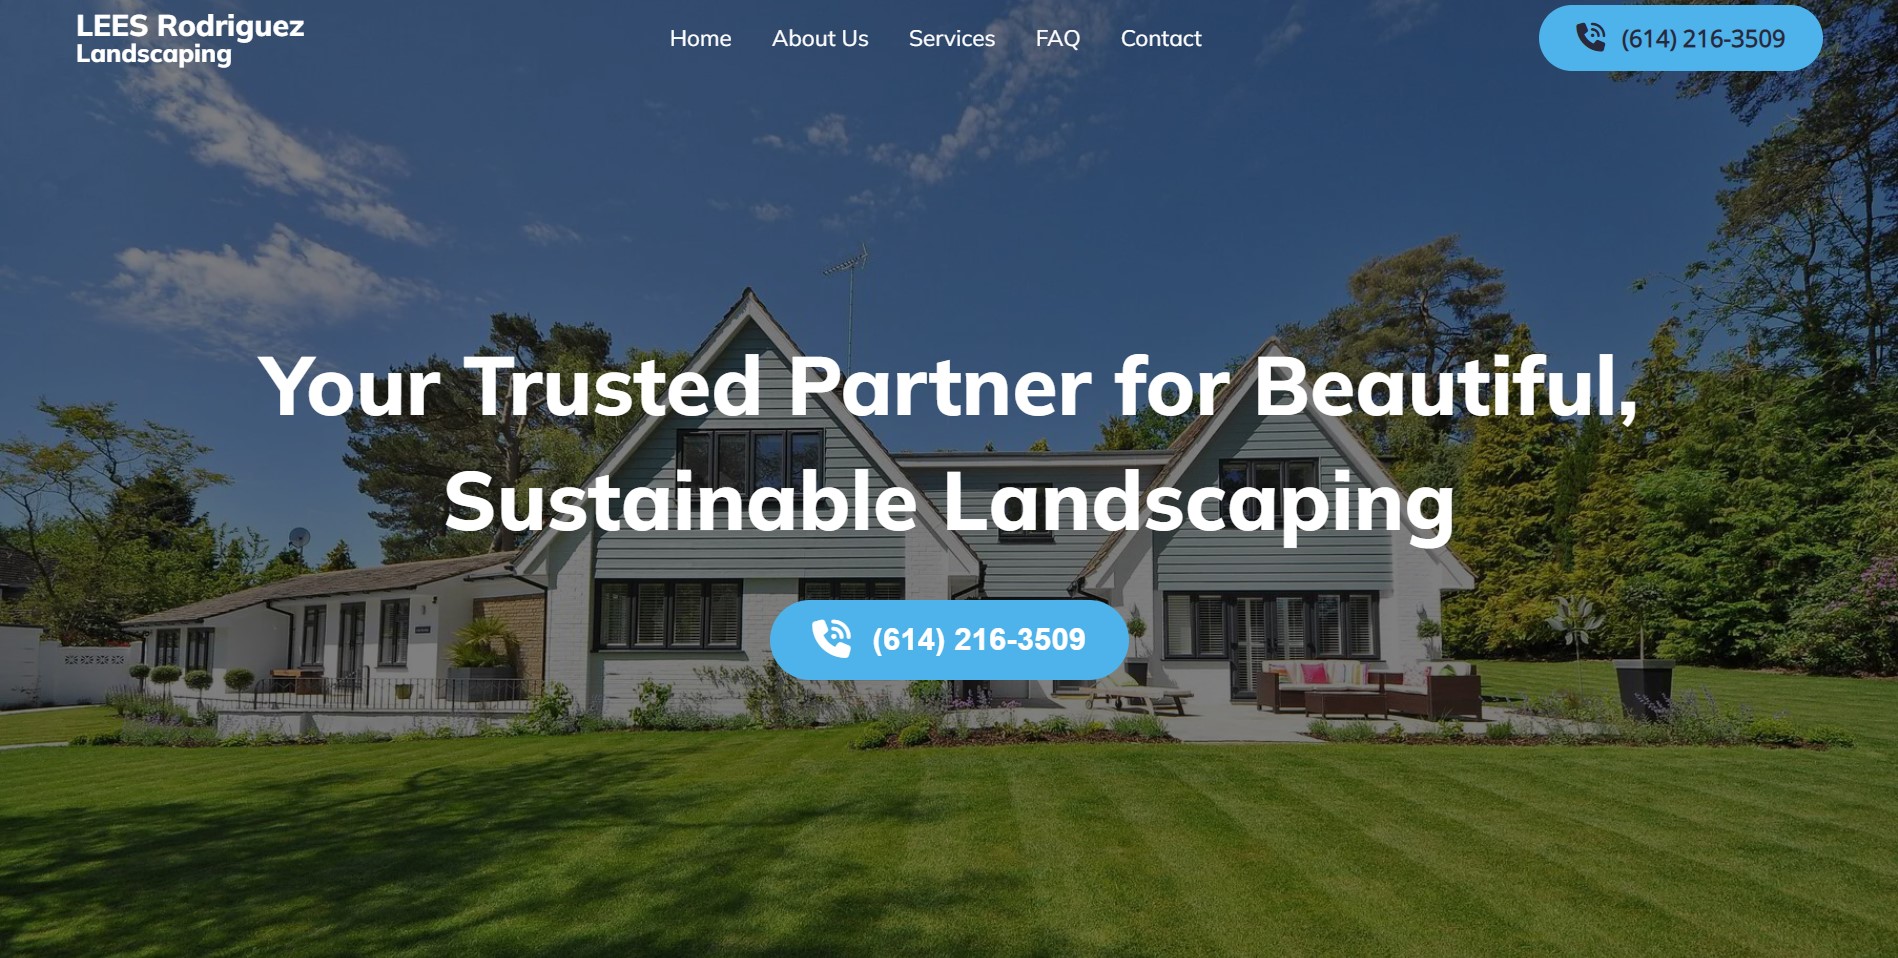 LEES Rodriguez
Landscaping
Home
About Us
Services
FAQ
Contact
(614) 216-3509
Your Trusted Partner for Beautiful,
Sustainable Landscaping
(614) 216-3509